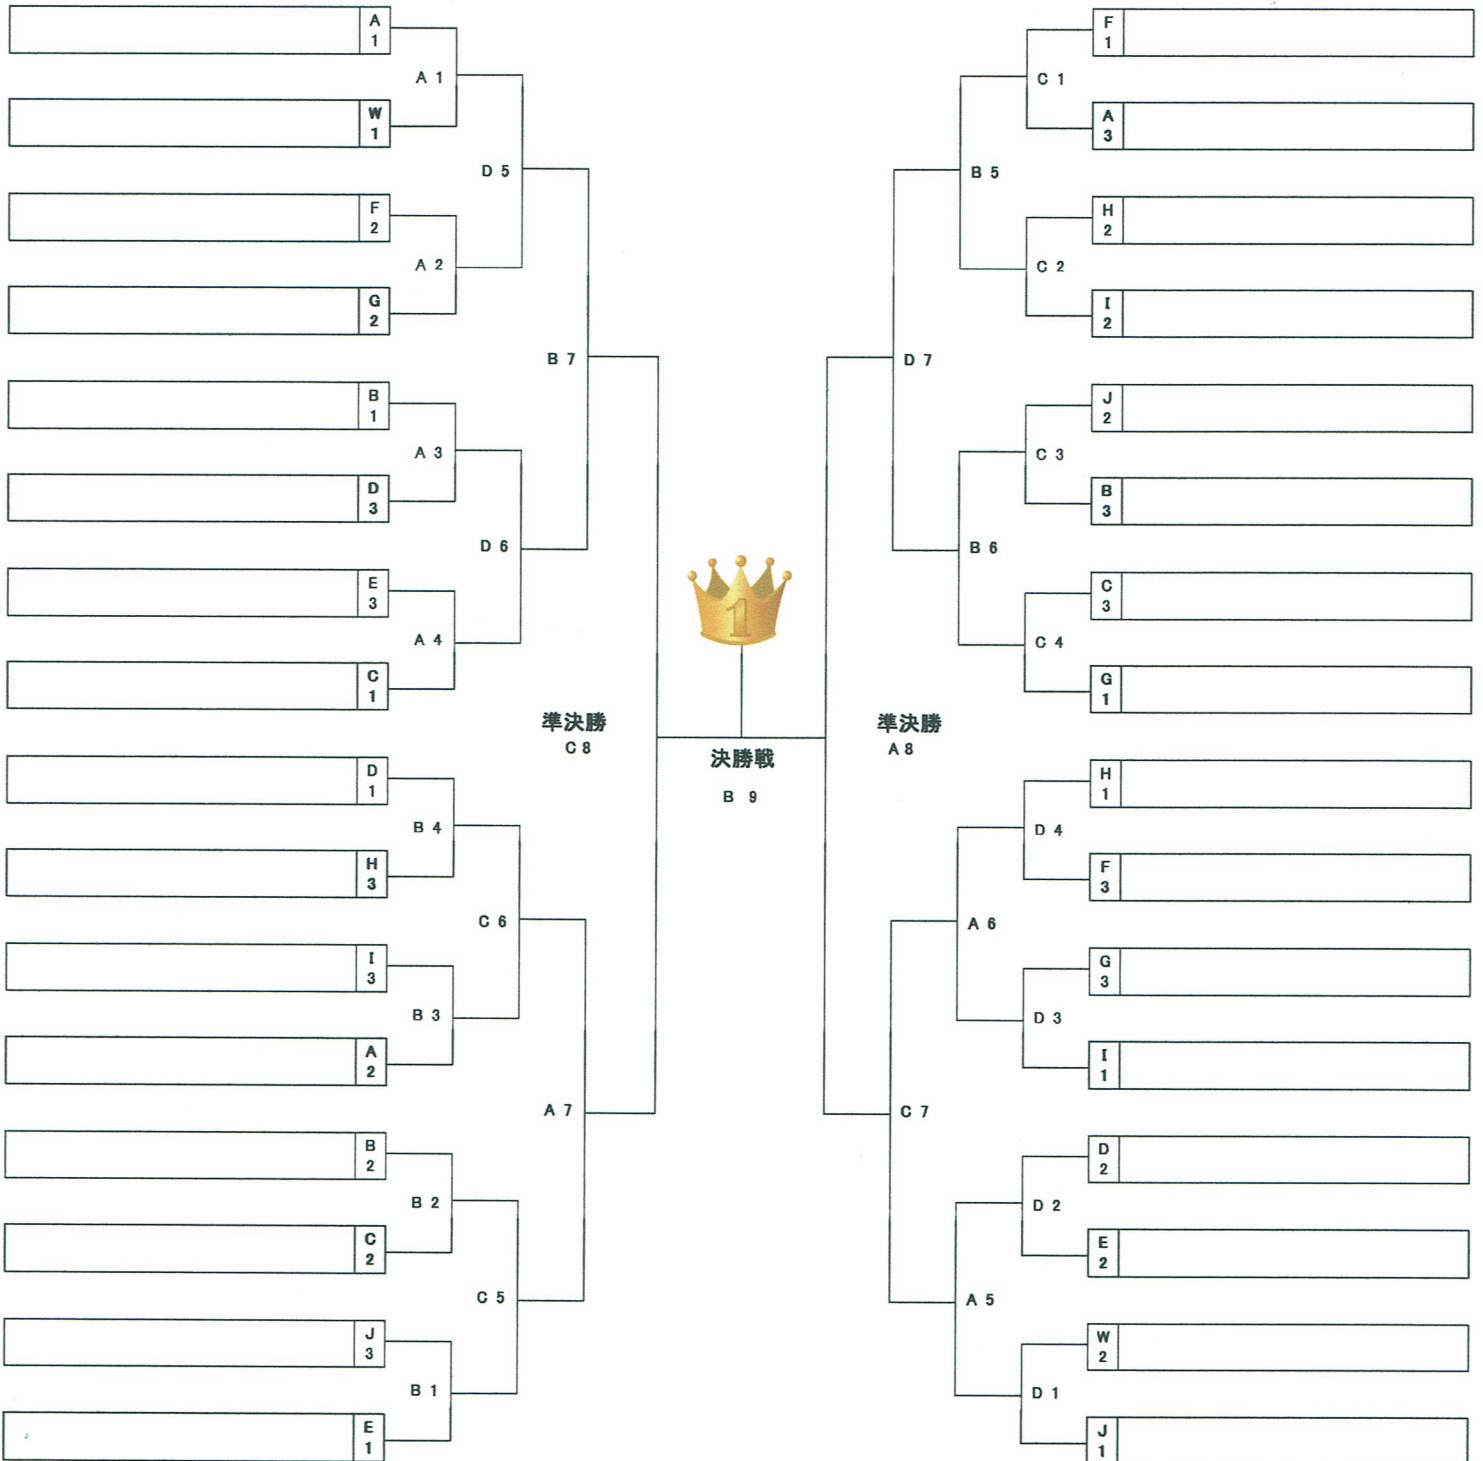 A
1
A 1
W
1
D 5
F
2
A 2
G
2
B 7
B
1
A 3
D
3
D 6
E
3
A 4
C
1
準決勝
C 8
D
1
B 4
H
3
C 6
I
3
B 3
A
2
A 7
B
2
B 2
C
2
C 5
J
3
B 1
E
1
1
決勝戦
B 9
F
1
C 1
A
3
B 5
H
2
C 2
I
2
D 7
J
2
C 3
B
3
B 6
C
3
C 4
G
1
準決勝
A 8
H
1
D 4
F
3
A 6
G
3
D 3
I
1
C 7
D
2
D 2
E
2
A 5
W
2
D 1
J
1